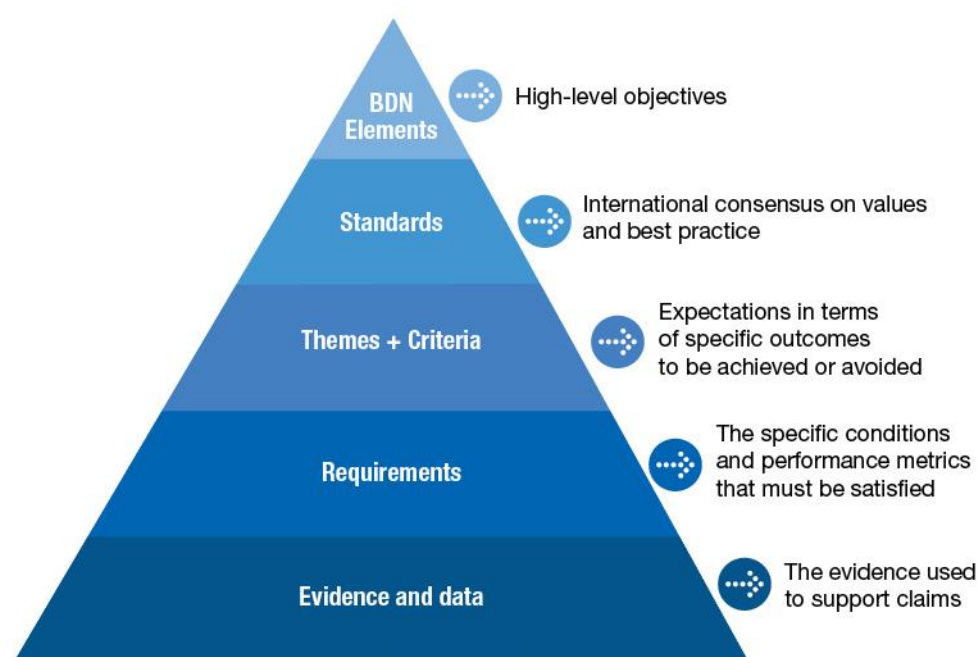 BDN
Elements
High-level objectives
Standards
International consensus on values
and best practice
Themes + Criteria
Expectations in terms
of specific outcomes
to be achieved or avoided
Requirements
The specific conditions
and performance metrics
that must be satisfied
Evidence and data
The evidence used
to support claims